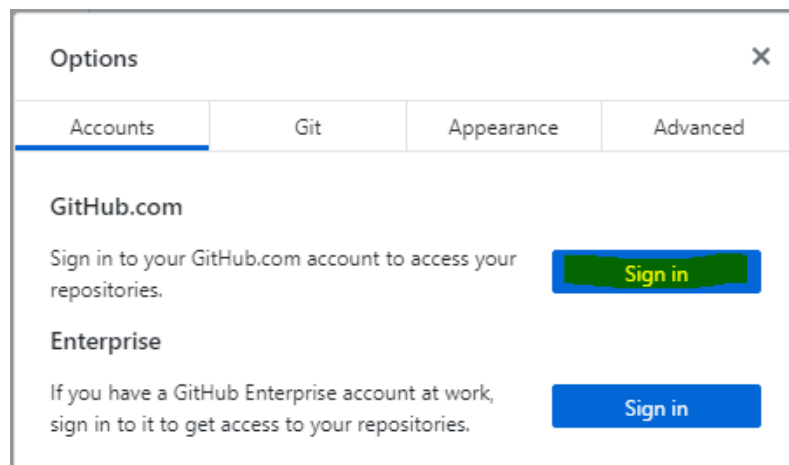 Options
Accounts Git Appearance Advanced
GitHub.com
Sign in to your GitHub.com account to access your
repositories.
Sign in
Enterprise
If you have a GitHub Enterprise account at work,
sign in to it to get access to your repositories.
Sign in